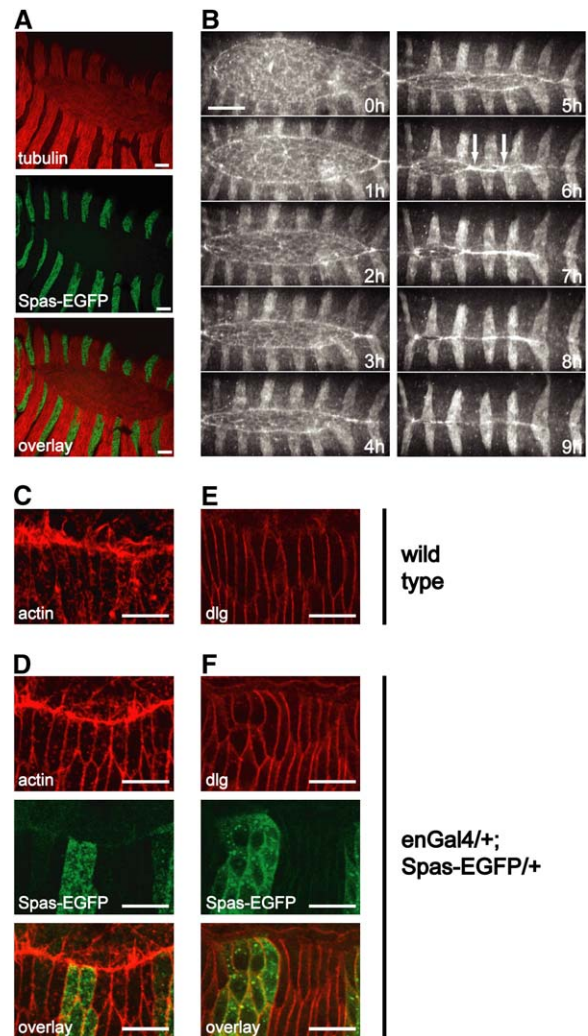 A
tubulin
Spas-EGFP
overlay
B
0h
1h
2h
3h
4h
5h
6h
7h
8h
9h
C
actin
E
dlg
wild
type
D
actin
Spas-EGFP
overlay
F
dlg
Spas-EGFP
overlay
enGal4/+;
Spas-EGFP/+